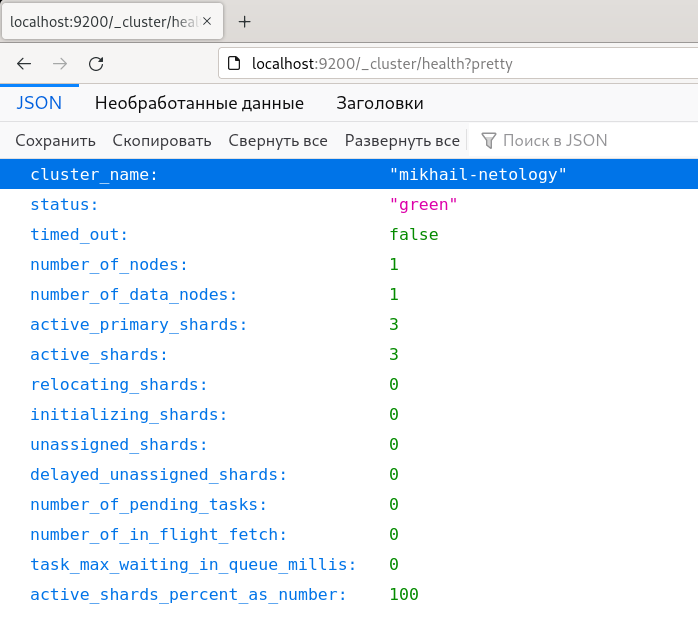 localhost:9200/_cluster/heal
localhost:9200/_cluster/health?pretty
JSON Необработанные данные Заголовки
Сохранить Скопировать Свернуть все Развернуть все Поиск в JSON
cluster_name: "mikhail-netology"
status: "green"
timed_out: false
number_of_nodes: 1
number_of_data_nodes: 1
active_primary_shards: 3
active_shards: 3
relocating_shards: 0
initializing_shards: 0
unassigned_shards: 0
delayed_unassigned_shards: 0
number_of_pending_tasks: 0
number_of_in_flight_fetch: 0
task_max_waiting_in_queue_millis: 0
active_shards_percent_as_number: 100